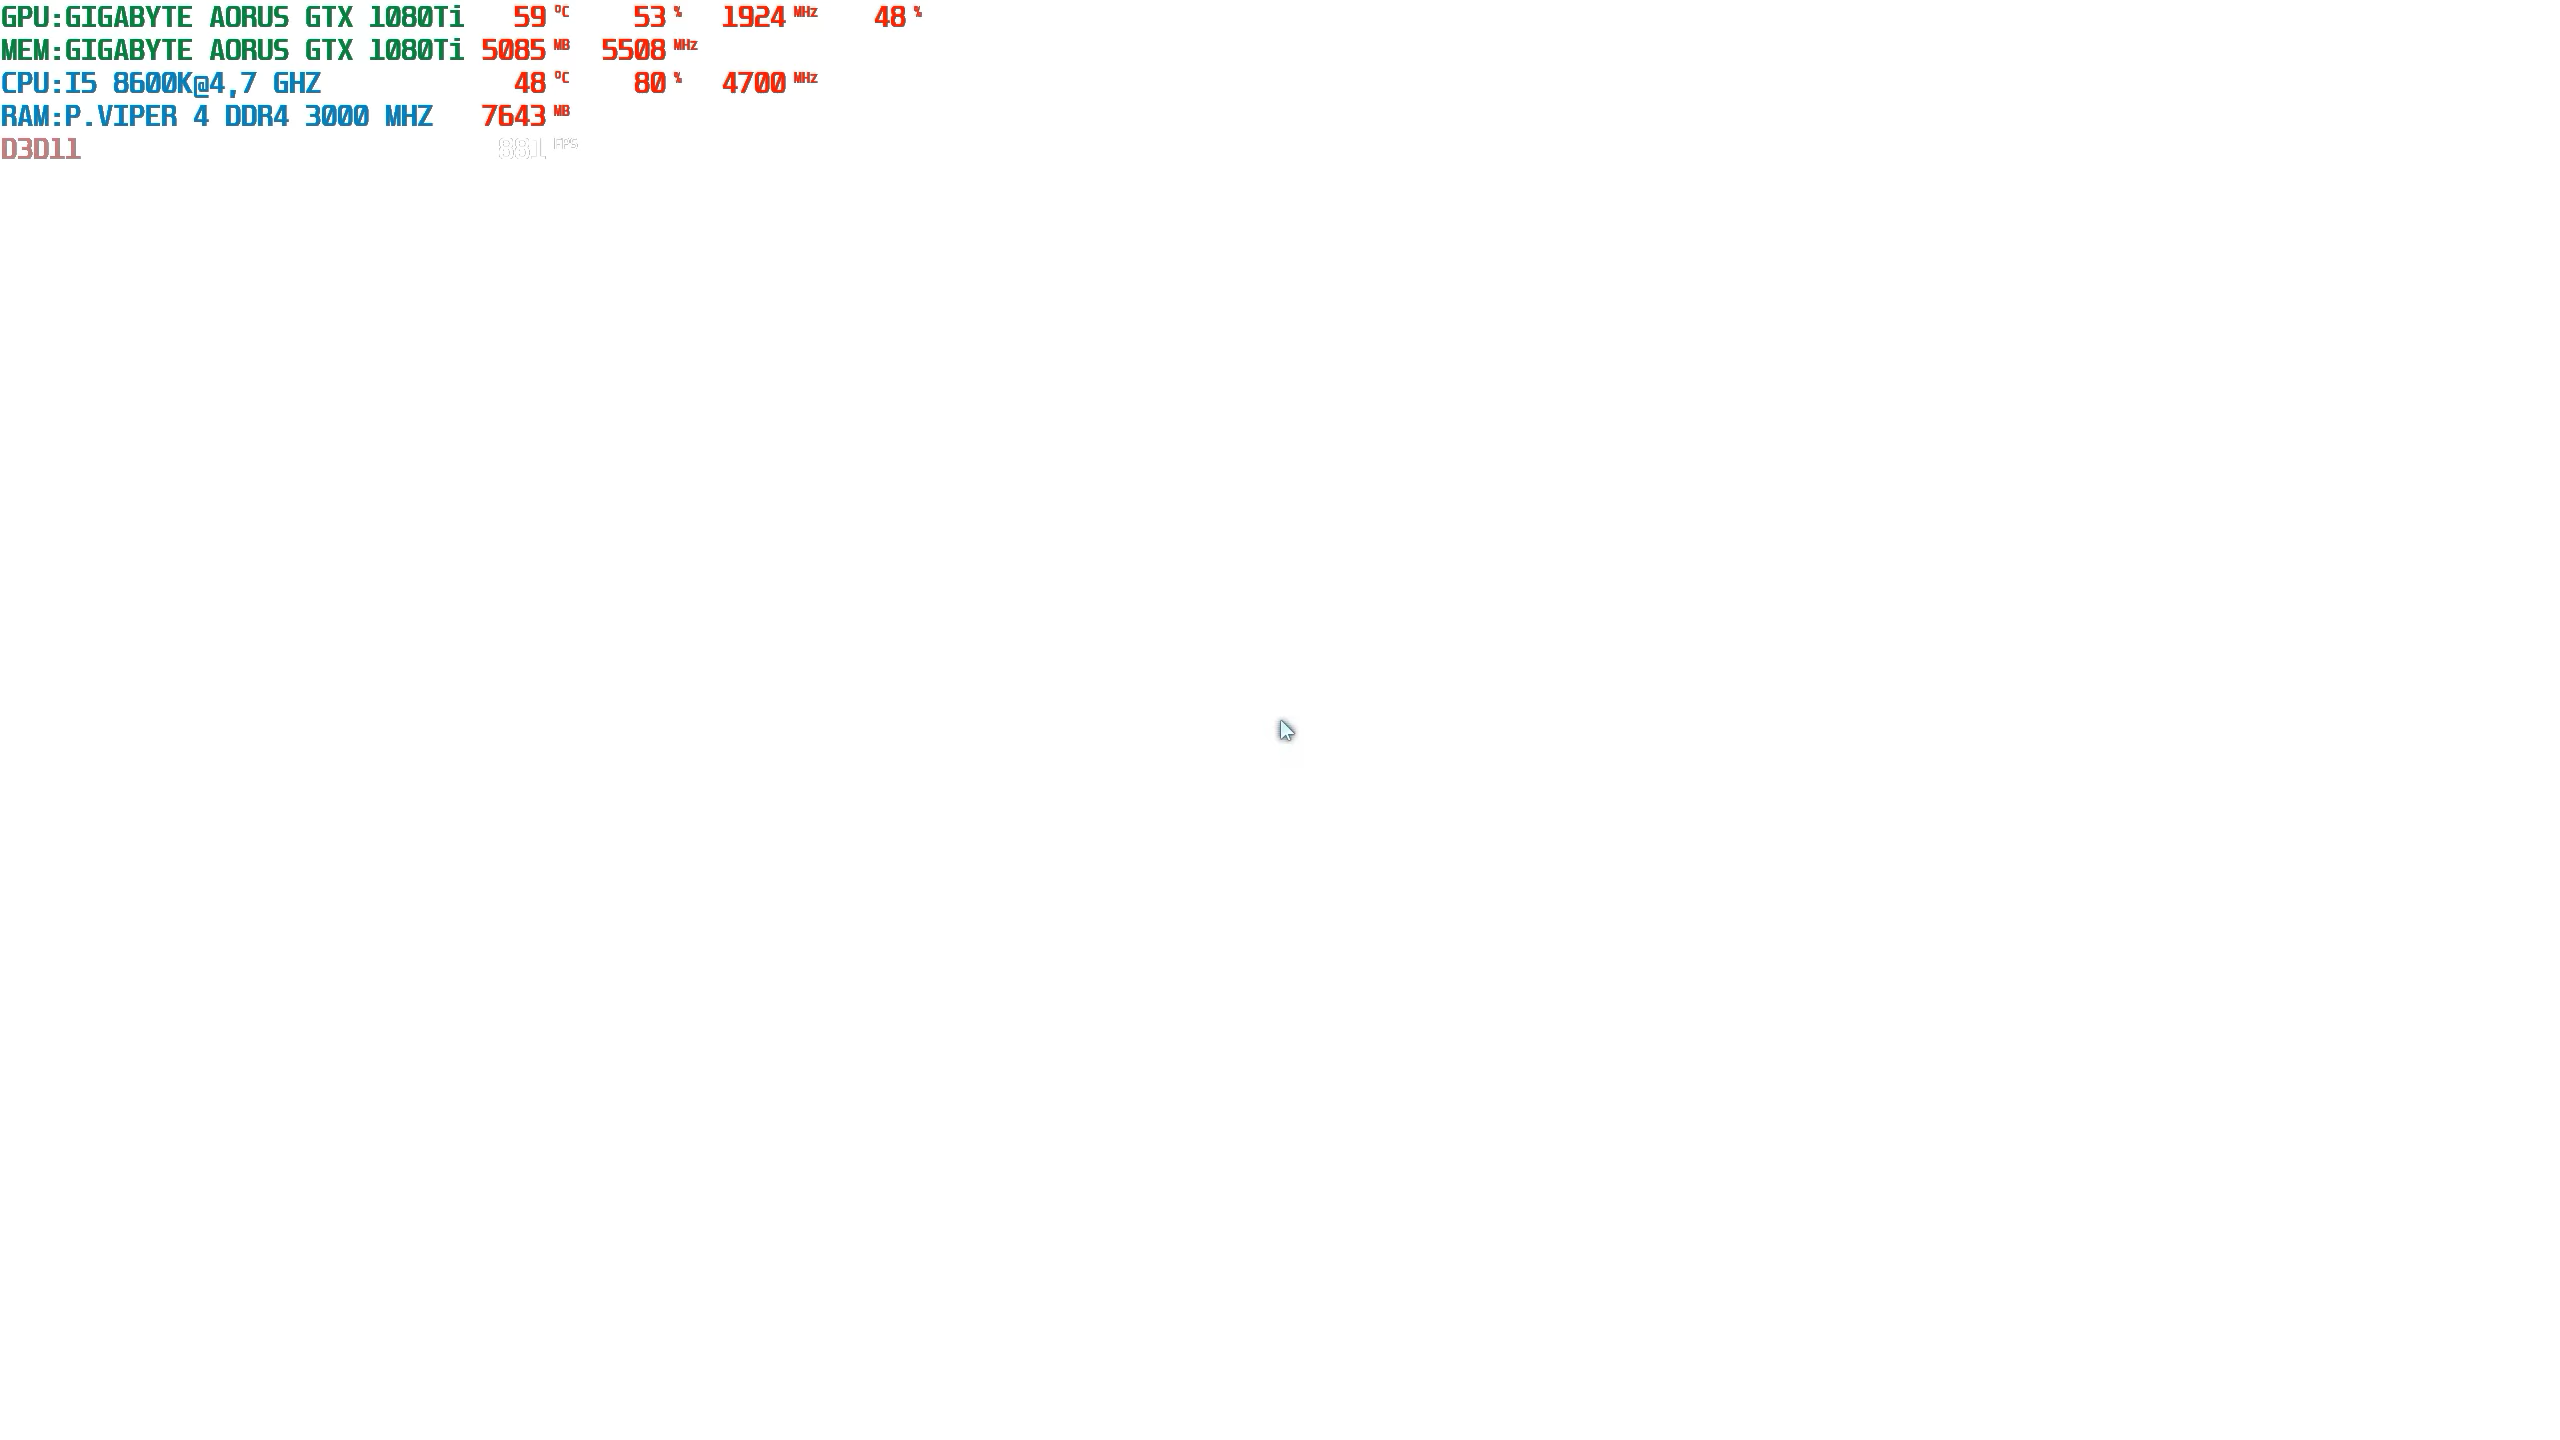 GPU:GIGABYTE AORUS GTX 1080Ti 59 °C 53 % 1924 MHz 48 %
MEM:GIGABYTE AORUS GTX 1080Ti 5085 MB 5508 MHz
CPU:I5 8600K@4,7 GHZ 48 °C 80 % 4700 MHz
RAM:P.VIPER 4 DDR4 3000 MHZ 7643 MB
D3D11 881 FPS